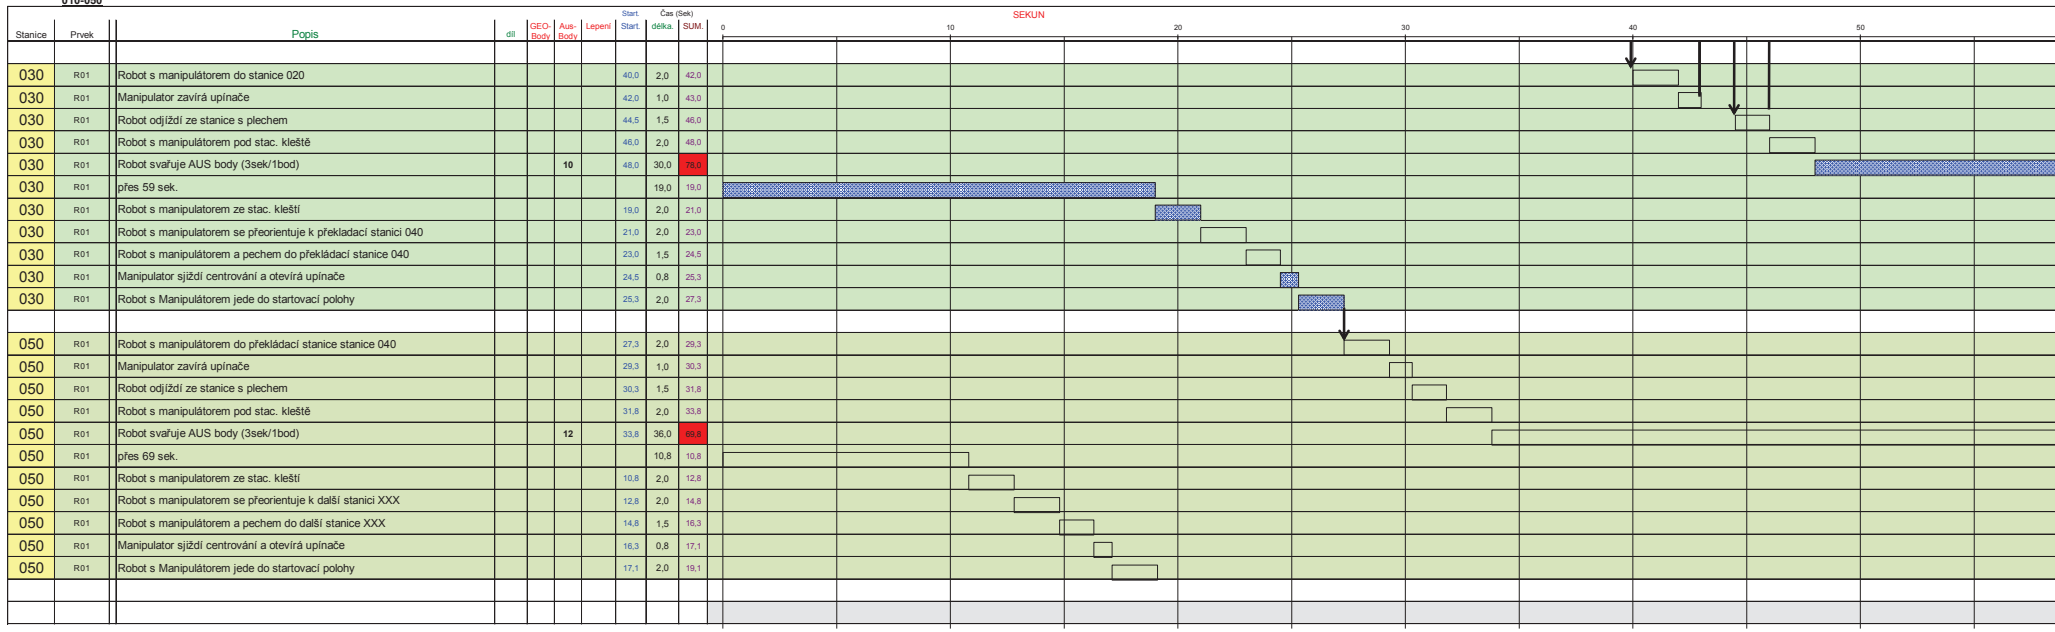 010-050
Start. Čas (Sek) SEKUN
Stanice Prvek Popis díl GEO-Body Aus-Body Lepení Start. délka. SUM. 0 10 20 30 40 50
030 R01 Robot s manipulátorem do stanice 020 40,0 2,0 42,0
030 R01 Manipulator zavírá upínače 42,0 1,0 43,0
030 R01 Robot odjíždí ze stanice s plechem 44,5 1,5 46,0
030 R01 Robot s manipulátorem pod stac. kleště 46,0 2,0 48,0
030 R01 Robot svařuje AUS body (3sek/1bod) 10 48,0 30,0 78,0
030 R01 přes 59 sek. 19,0 19,0
030 R01 Robot s manipulatorem ze stac. kleští 19,0 2,0 21,0
030 R01 Robot s manipulatorem se přeorientuje k překladací stanici 040 21,0 2,0 23,0
030 R01 Robot s manipulatorem a pechem do překládácí stanice 040 23,0 1,5 24,5
030 R01 Manipulator sjiždí centrování a otevírá upínače 24,5 0,8 25,3
030 R01 Robot s Manipulátorem jede do startovací polohy 25,3 2,0 27,3
050 R01 Robot s manipulátorem do překládácí stanice stanice 040 27,3 2,0 29,3
050 R01 Manipulator zavírá upínače 29,3 1,0 30,3
050 R01 Robot odjíždí ze stanice s plechem 30,3 1,5 31,8
050 R01 Robot s manipulátorem pod stac. kleště 31,8 2,0 33,8
050 R01 Robot svařuje AUS body (3sek/1bod) 12 33,8 36,0 69,8
050 R01 přes 69 sek. 10,8 10,8
050 R01 Robot s manipulatorem ze stac. kleští 10,8 2,0 12,8
050 R01 Robot s manipulatorem se přeorientuje k další stanici XXX 12,8 2,0 14,8
050 R01 Robot s manipulátorem a pechem do další stanice XXX 14,8 1,5 16,3
050 R01 Manipulator sjiždí centrování a otevírá upínače 16,3 0,8 17,1
050 R01 Robot s Manipulátorem jede do startovací polohy 17,1 2,0 19,1